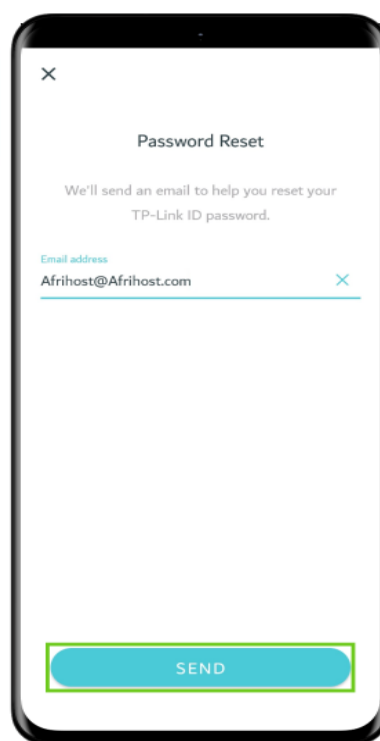 Password Reset
We'll send an email to help you reset your
TP-Link ID password.
Email address
Afrihost@Afrihost.com
SEND